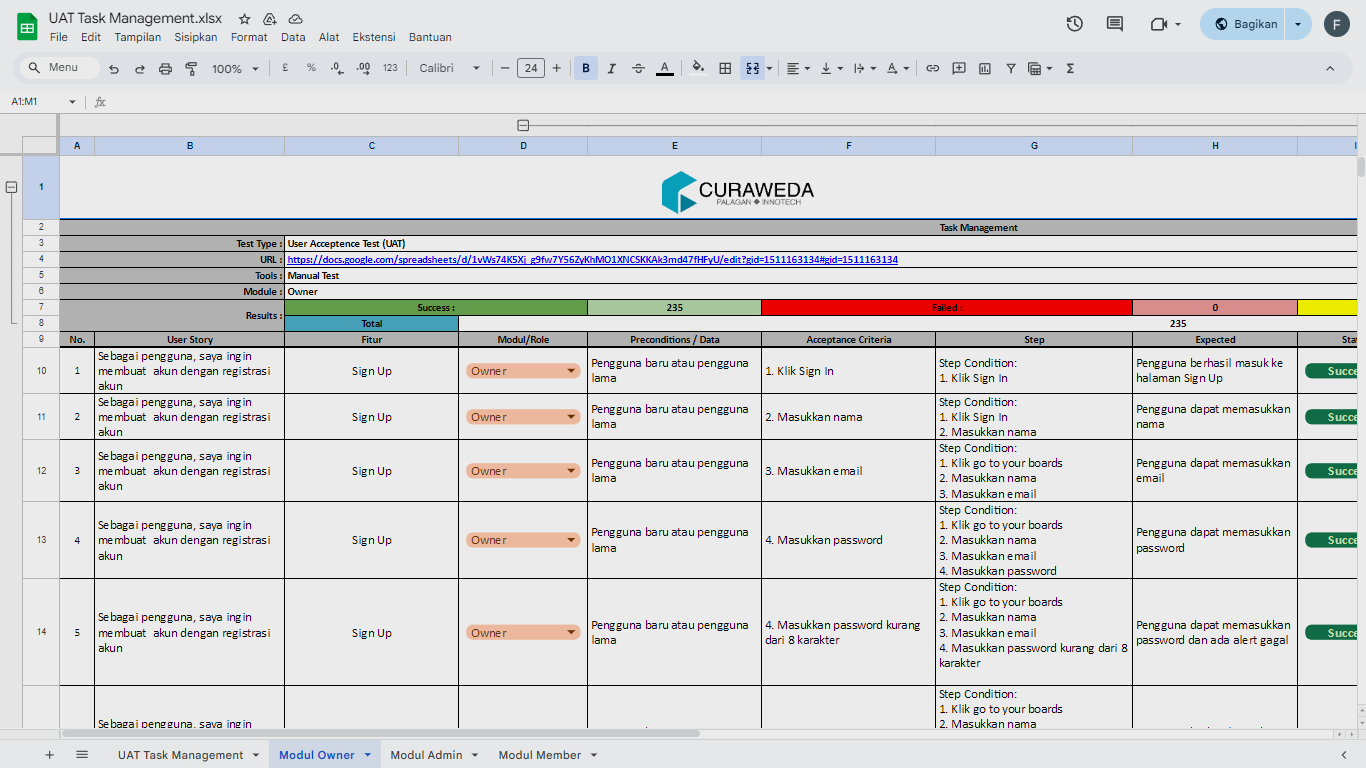 UAT Task Management.xlsx
File Edit Tampilan Sisipkan Format Data Alat Ekstensi Bantuan
Bagikan
F
Menu 100% £ % .0 .00 123 Calibri 24 B I S A Σ
A1:M1 fx
A B C D E F G H
1
CURAWEDA
PALAGAN ◆ INNOTECH
2 Task Management
3 Test Type : User Acceptence Test (UAT)
4 URL : https://docs.google.com/spreadsheets/d/1vWs74K5Xj_g9fw7Y56ZyKhMO1XNCSKKAk3md47fHFyU/edit?gid=1511163134#gid=1511163134
5 Tools : Manual Test
6 Module : Owner
7 Results : Success : 235 Failed : 0
8 Total 235
9 No. User Story Fitur Modul/Role Preconditions / Data Acceptance Criteria Step Expected Sta
10 1
Sebagai pengguna, saya ingin
membuat akun dengan registrasi
akun
Sign Up
Owner
Pengguna baru atau pengguna
lama
1. Klik Sign In
Step Condition:
1. Klik Sign In
Pengguna berhasil masuk ke
halaman Sign Up
Succe
11 2
Sebagai pengguna, saya ingin
membuat akun dengan registrasi
akun
Sign Up
Owner
Pengguna baru atau pengguna
lama
2. Masukkan nama
Step Condition:
1. Klik Sign In
2. Masukkan nama
Pengguna dapat memasukkan
nama
Succe
12 3
Sebagai pengguna, saya ingin
membuat akun dengan registrasi
akun
Sign Up
Owner
Pengguna baru atau pengguna
lama
3. Masukkan email
Step Condition:
1. Klik go to your boards
2. Masukkan nama
3. Masukkan email
Pengguna dapat memasukkan
email
Succe
13 4
Sebagai pengguna, saya ingin
membuat akun dengan registrasi
akun
Sign Up
Owner
Pengguna baru atau pengguna
lama
4. Masukkan password
Step Condition:
1. Klik go to your boards
2. Masukkan nama
3. Masukkan email
4. Masukkan password
Pengguna dapat memasukkan
password
Succe
14 5
Sebagai pengguna, saya ingin
membuat akun dengan registrasi
akun
Sign Up
Owner
Pengguna baru atau pengguna
lama
4. Masukkan password kurang
dari 8 karakter
Step Condition:
1. Klik go to your boards
2. Masukkan nama
3. Masukkan email
4. Masukkan password kurang dari 8
karakter
Pengguna dapat memasukkan
password dan ada alert gagal
Succe
Sebagai pengguna, saya ingin
Step Condition:
1. Klik go to your boards
2. Masukkan nama
UAT Task Management Modul Owner Modul Admin Modul Member